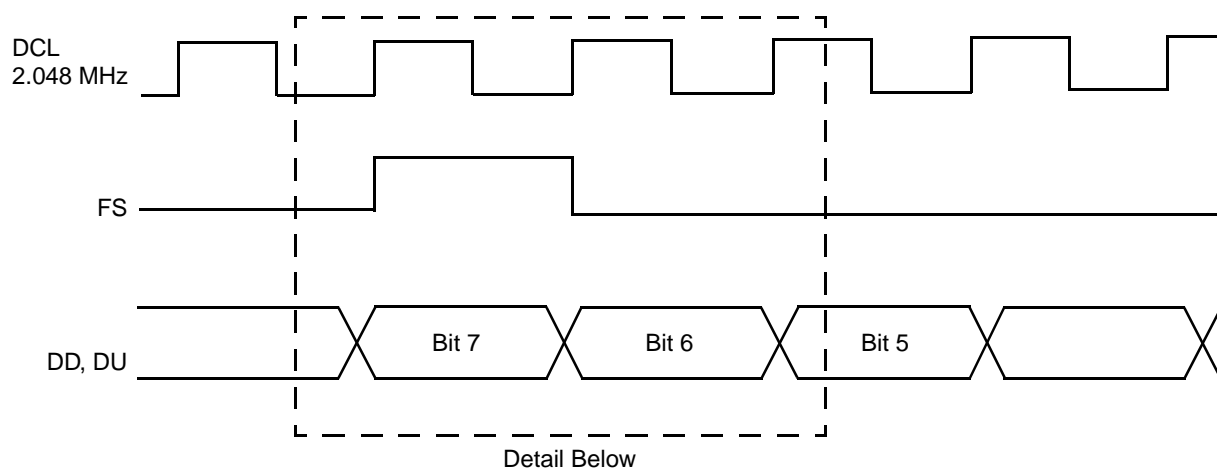 DCL
2.048 MHz
FS
DD, DU
Bit 7
Bit 6
Bit 5
Detail Below